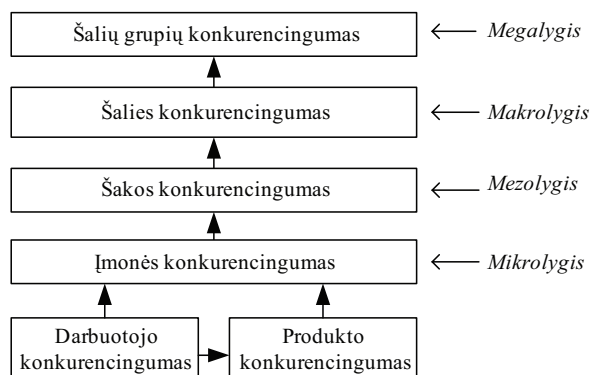 Šalių grupių konkurencingumas
Megalygis
Šalies konkurencingumas
Makrolygis
Šakos konkurencingumas
Mezolygis
Įmonės konkurencingumas
Mikrolygis
Darbuotojo
konkurencingumas
Produkto
konkurencingumas